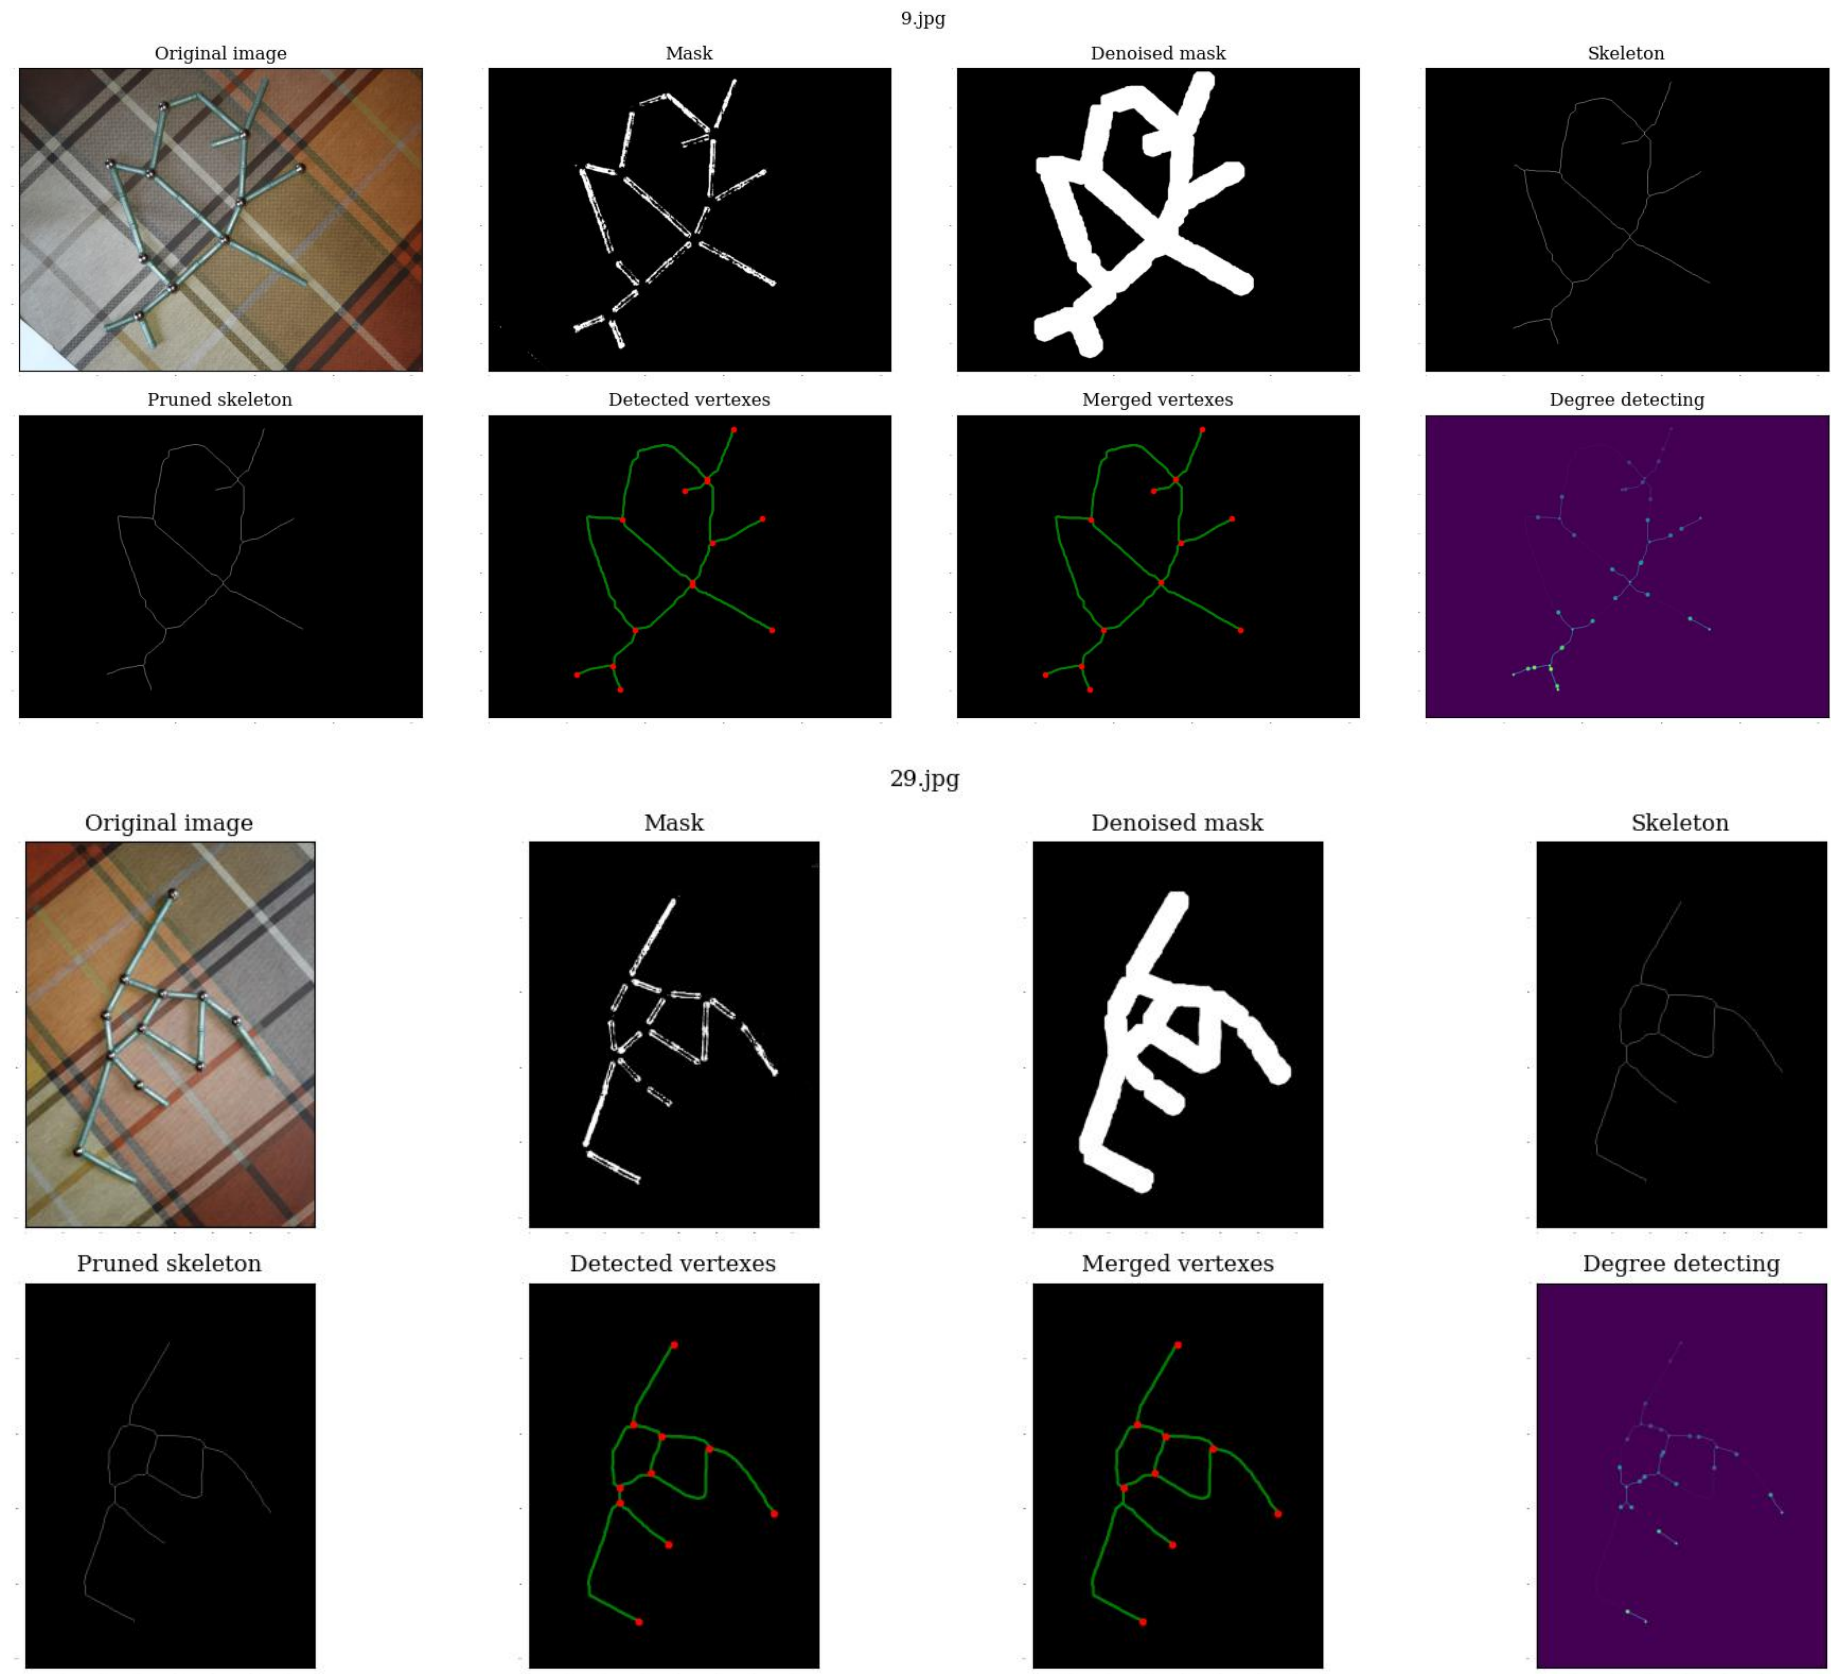 9.jpg
Original image
Mask
Denoised mask
Skeleton
Pruned skeleton
Detected vertexes
Merged vertexes
Degree detecting
29.jpg
Original image
Mask
Denoised mask
Skeleton
Pruned skeleton
Detected vertexes
Merged vertexes
Degree detecting